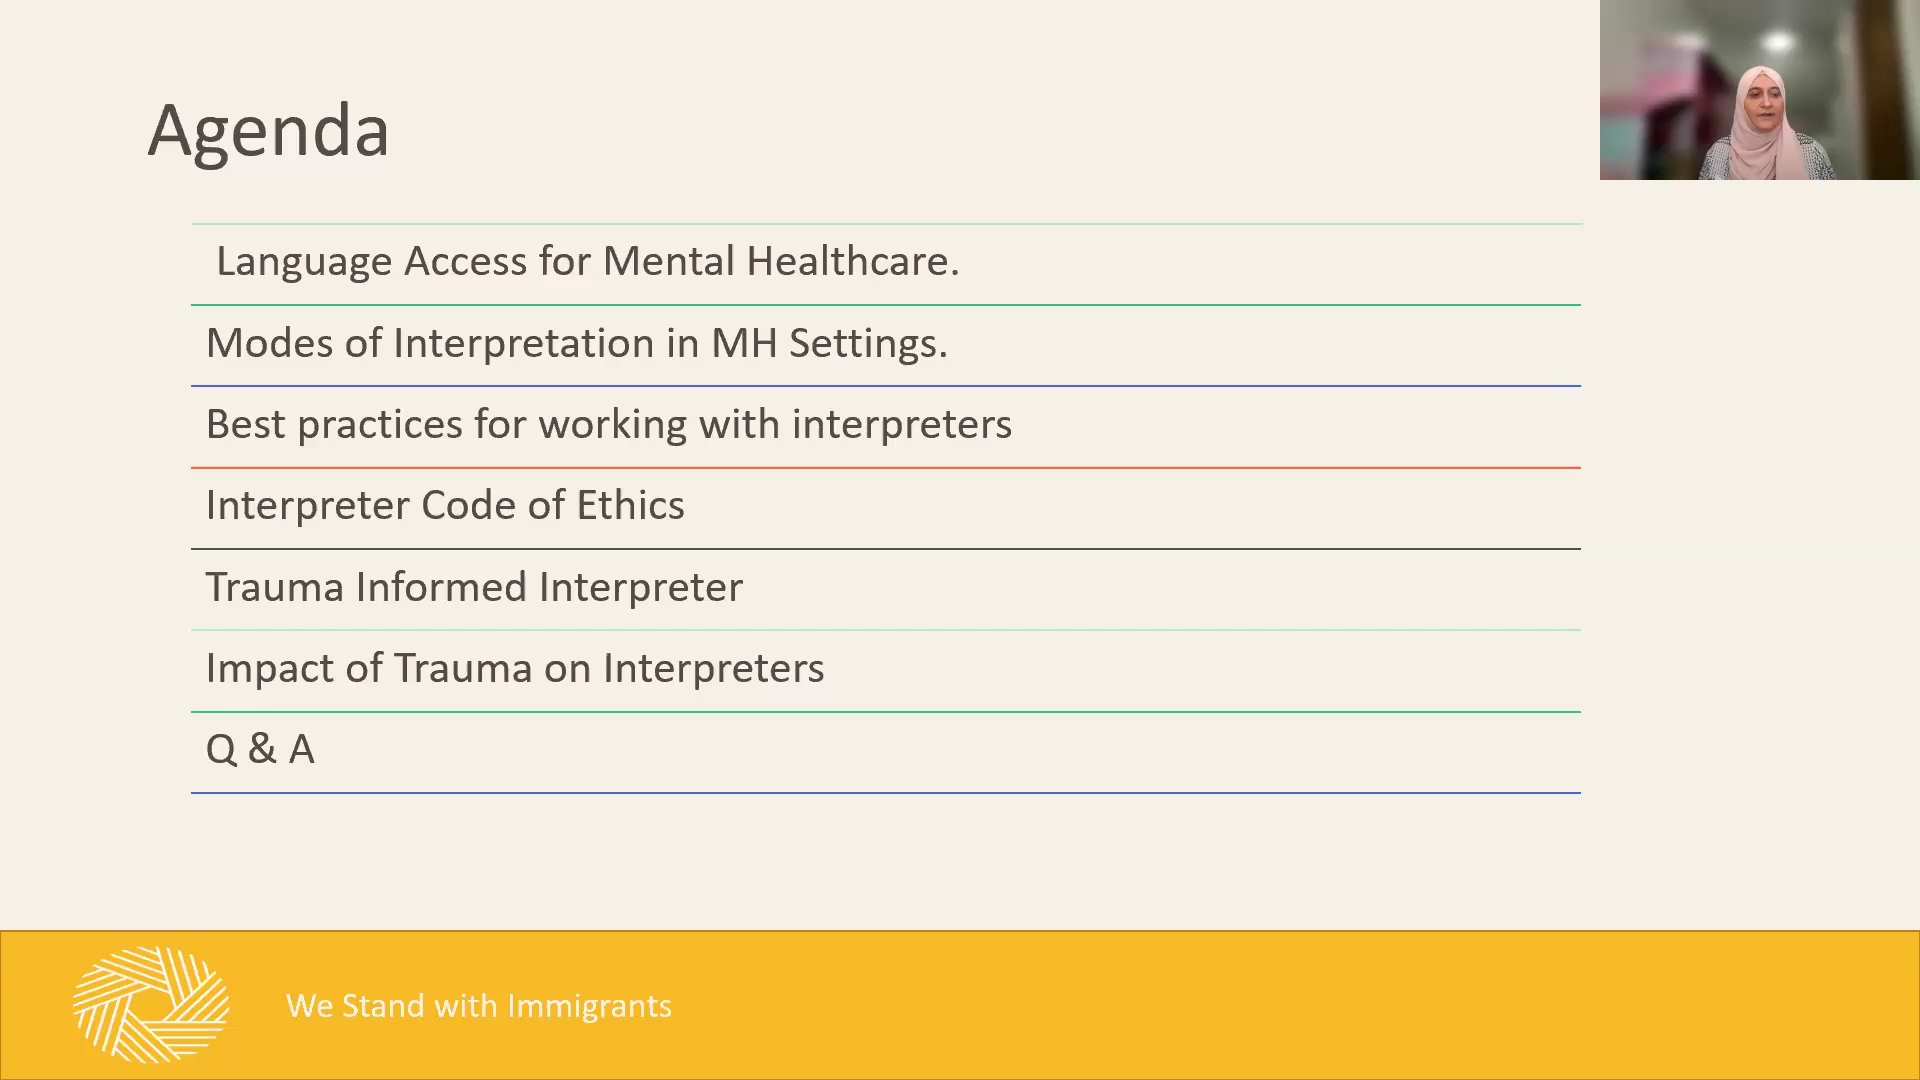 Agenda
Language Access for Mental Healthcare.
Modes of Interpretation in MH Settings.
Best practices for working with interpreters
Interpreter Code of Ethics
Trauma Informed Interpreter
Impact of Trauma on Interpreters
Q & A
We Stand with Immigrants